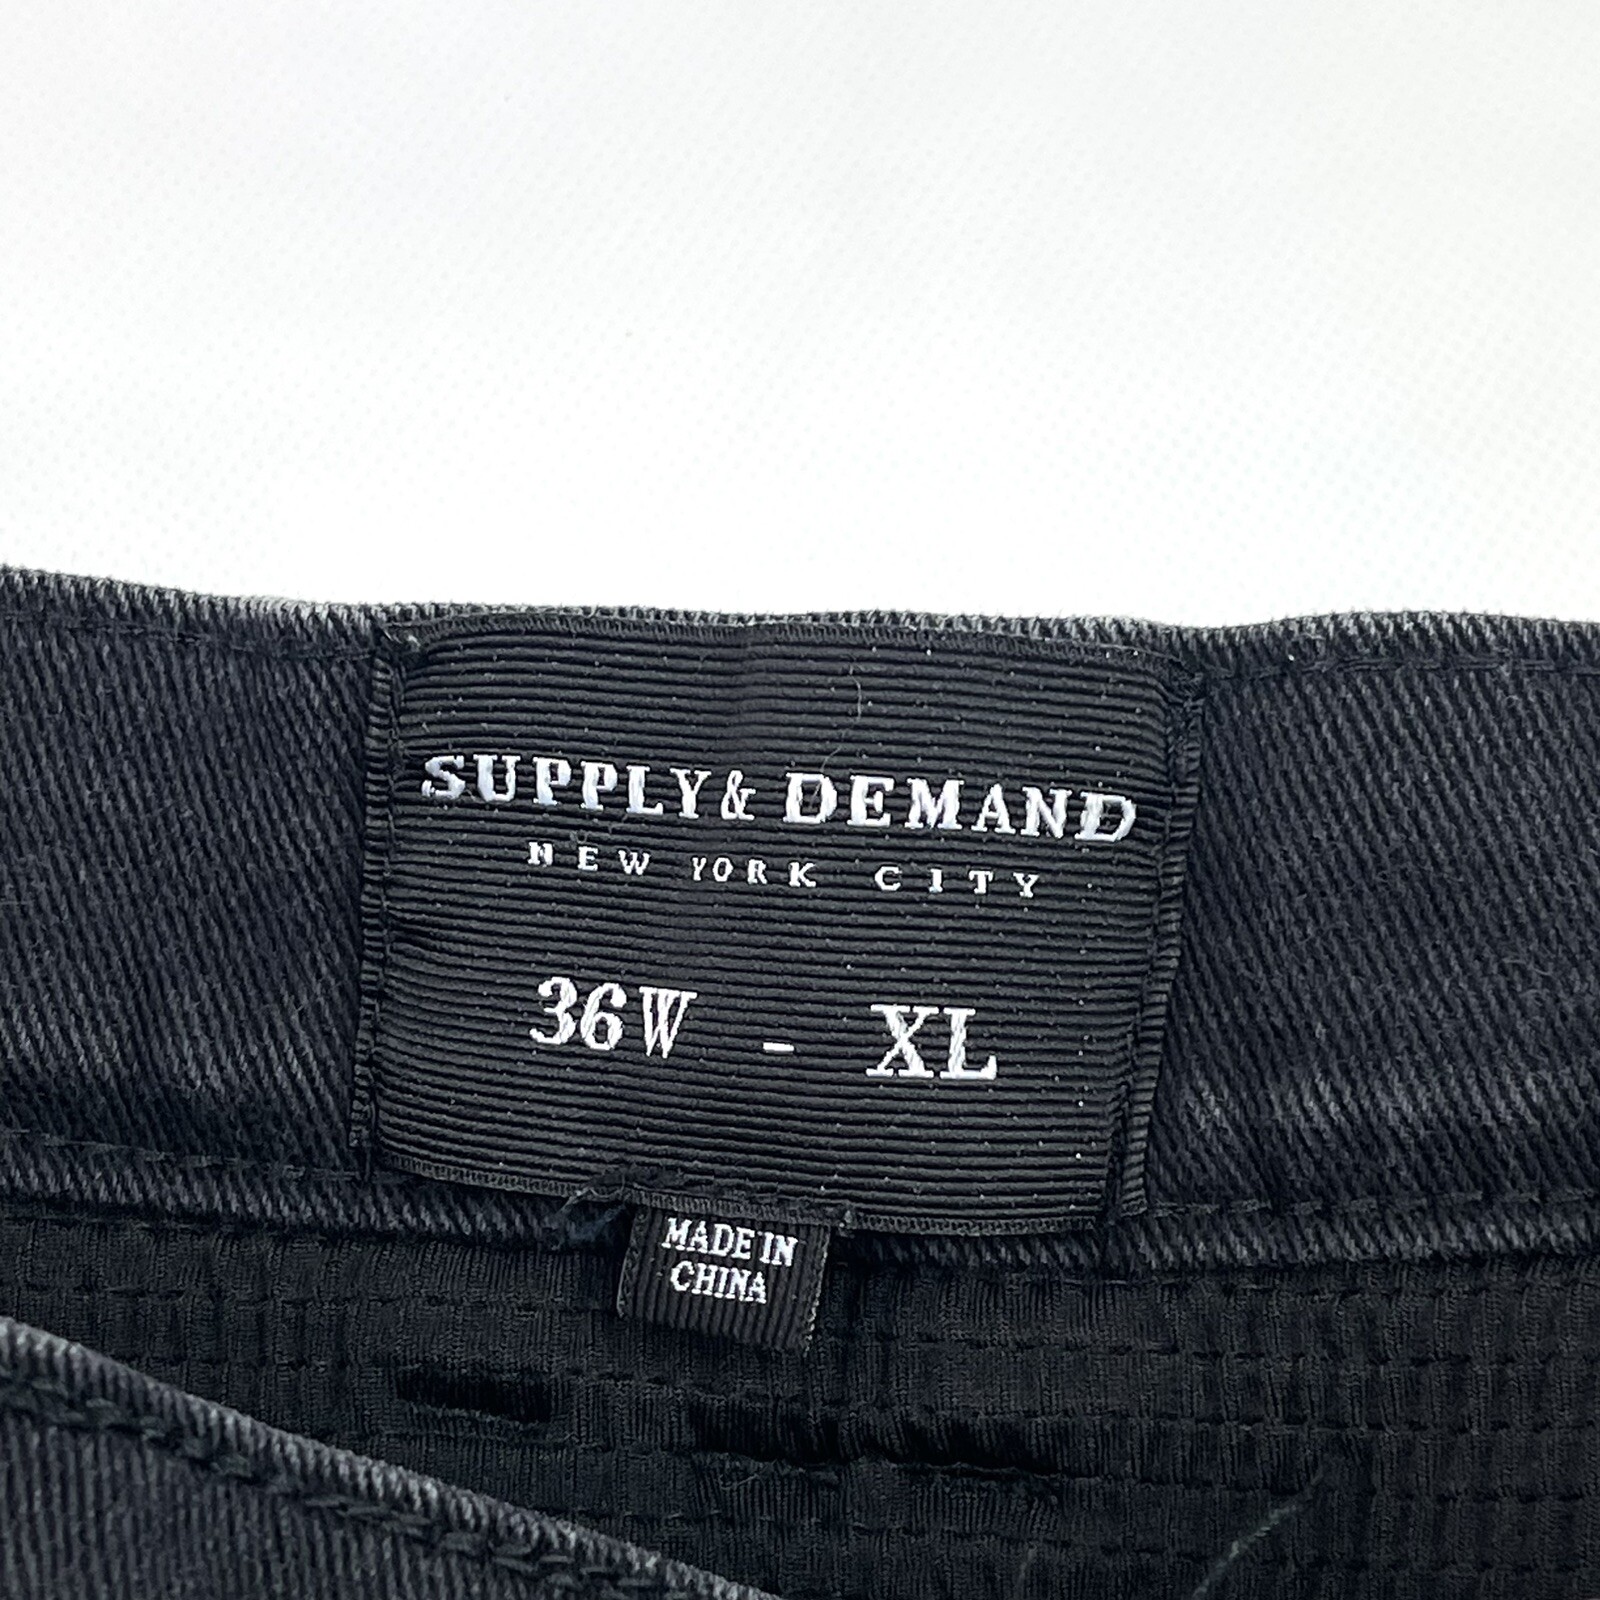 SUPPLY & DEMAND
NEW YORK CITY
36W - XL
MADE IN
CHINA